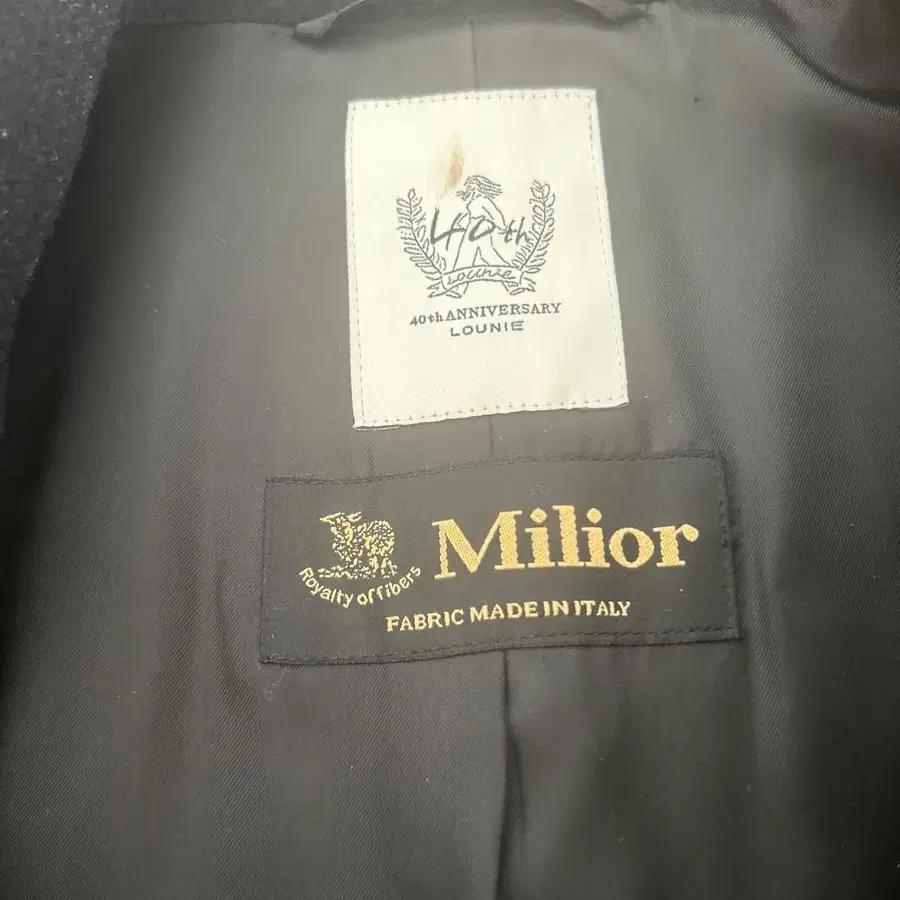 40th
LOUNIE
40th ANNIVERSARY
LOUNIE
Milior
Royalty of fibers
FABRIC MADE IN ITALY